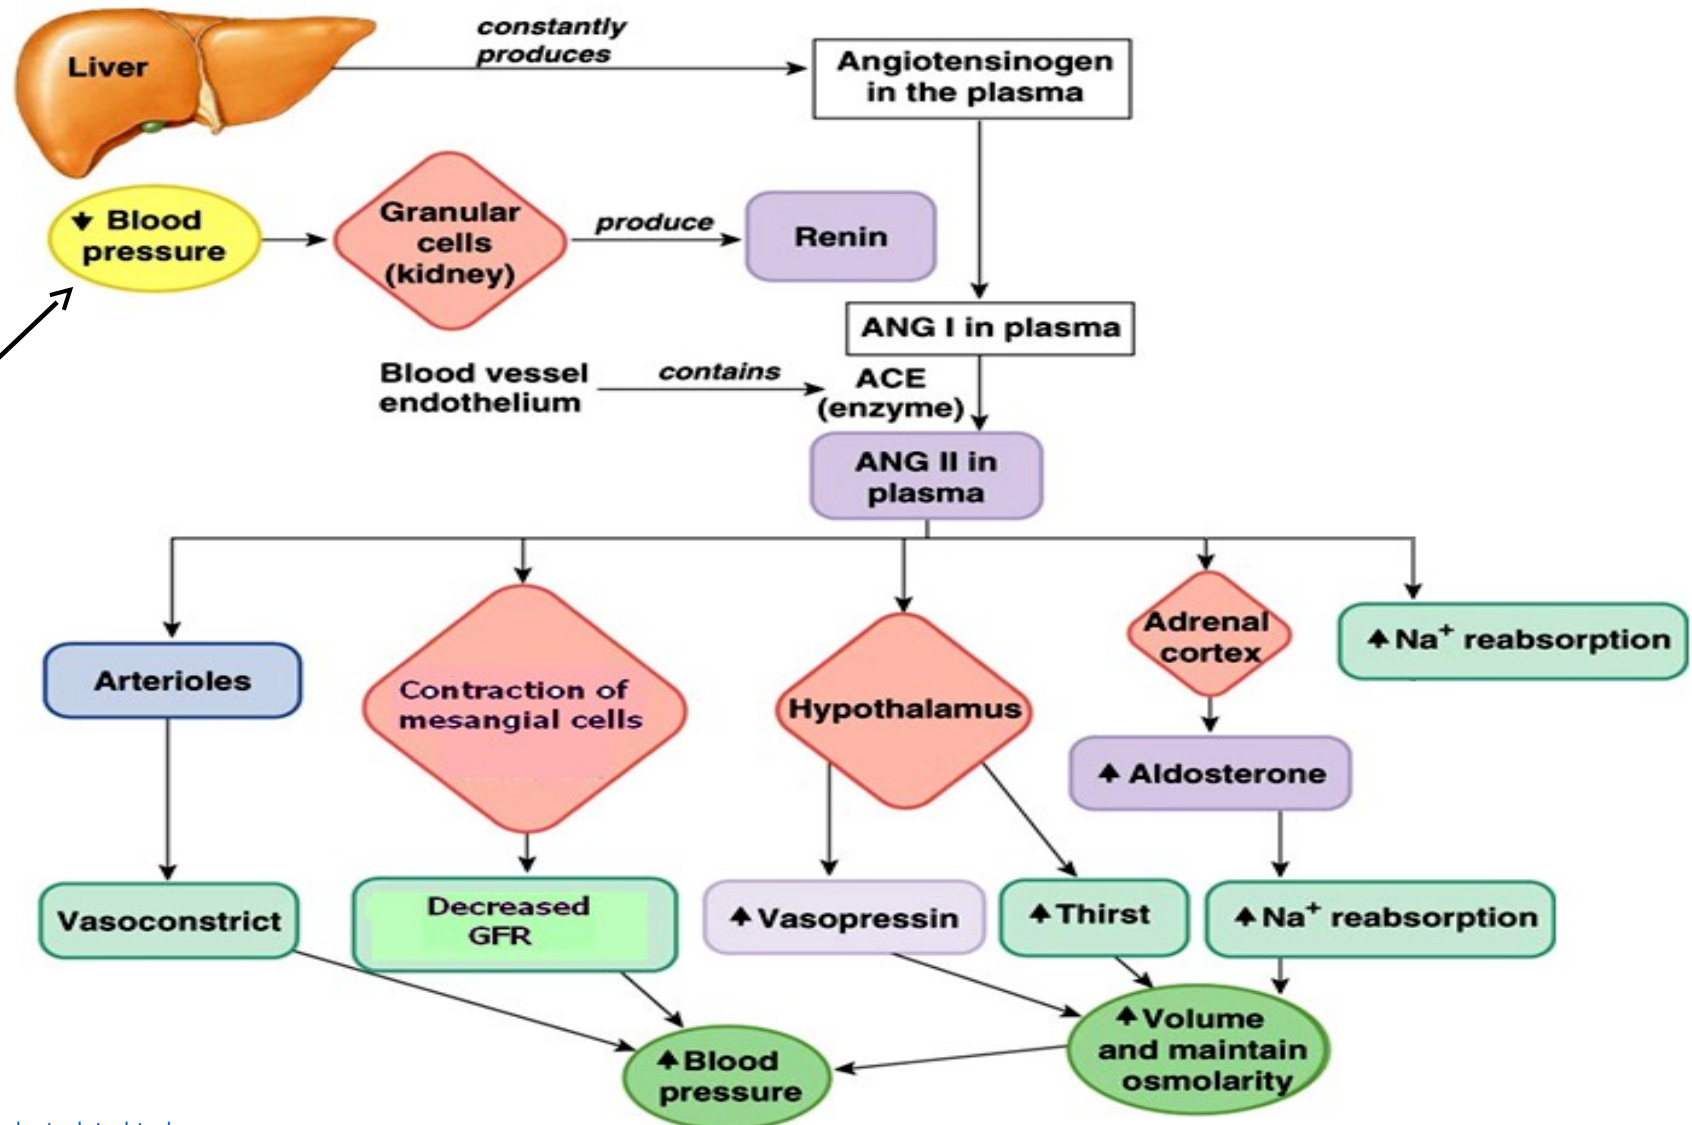 constantly
produces
Liver
Angiotensinogen
in the plasma
Blood
pressure
Granular
cells
(kidney)
produce
Renin
ANG I in plasma
Blood vessel
endothelium
contains
ACE
(enzyme)
ANG II in
plasma
Arterioles
Contraction of
mesangial cells
Hypothalamus
Adrenal
cortex
Na⁺ reabsorption
Aldosterone
Vasoconstrict
Decreased
GFR
Vasopressin
Thirst
Na⁺ reabsorption
Blood
pressure
Volume
and maintain
osmolarity